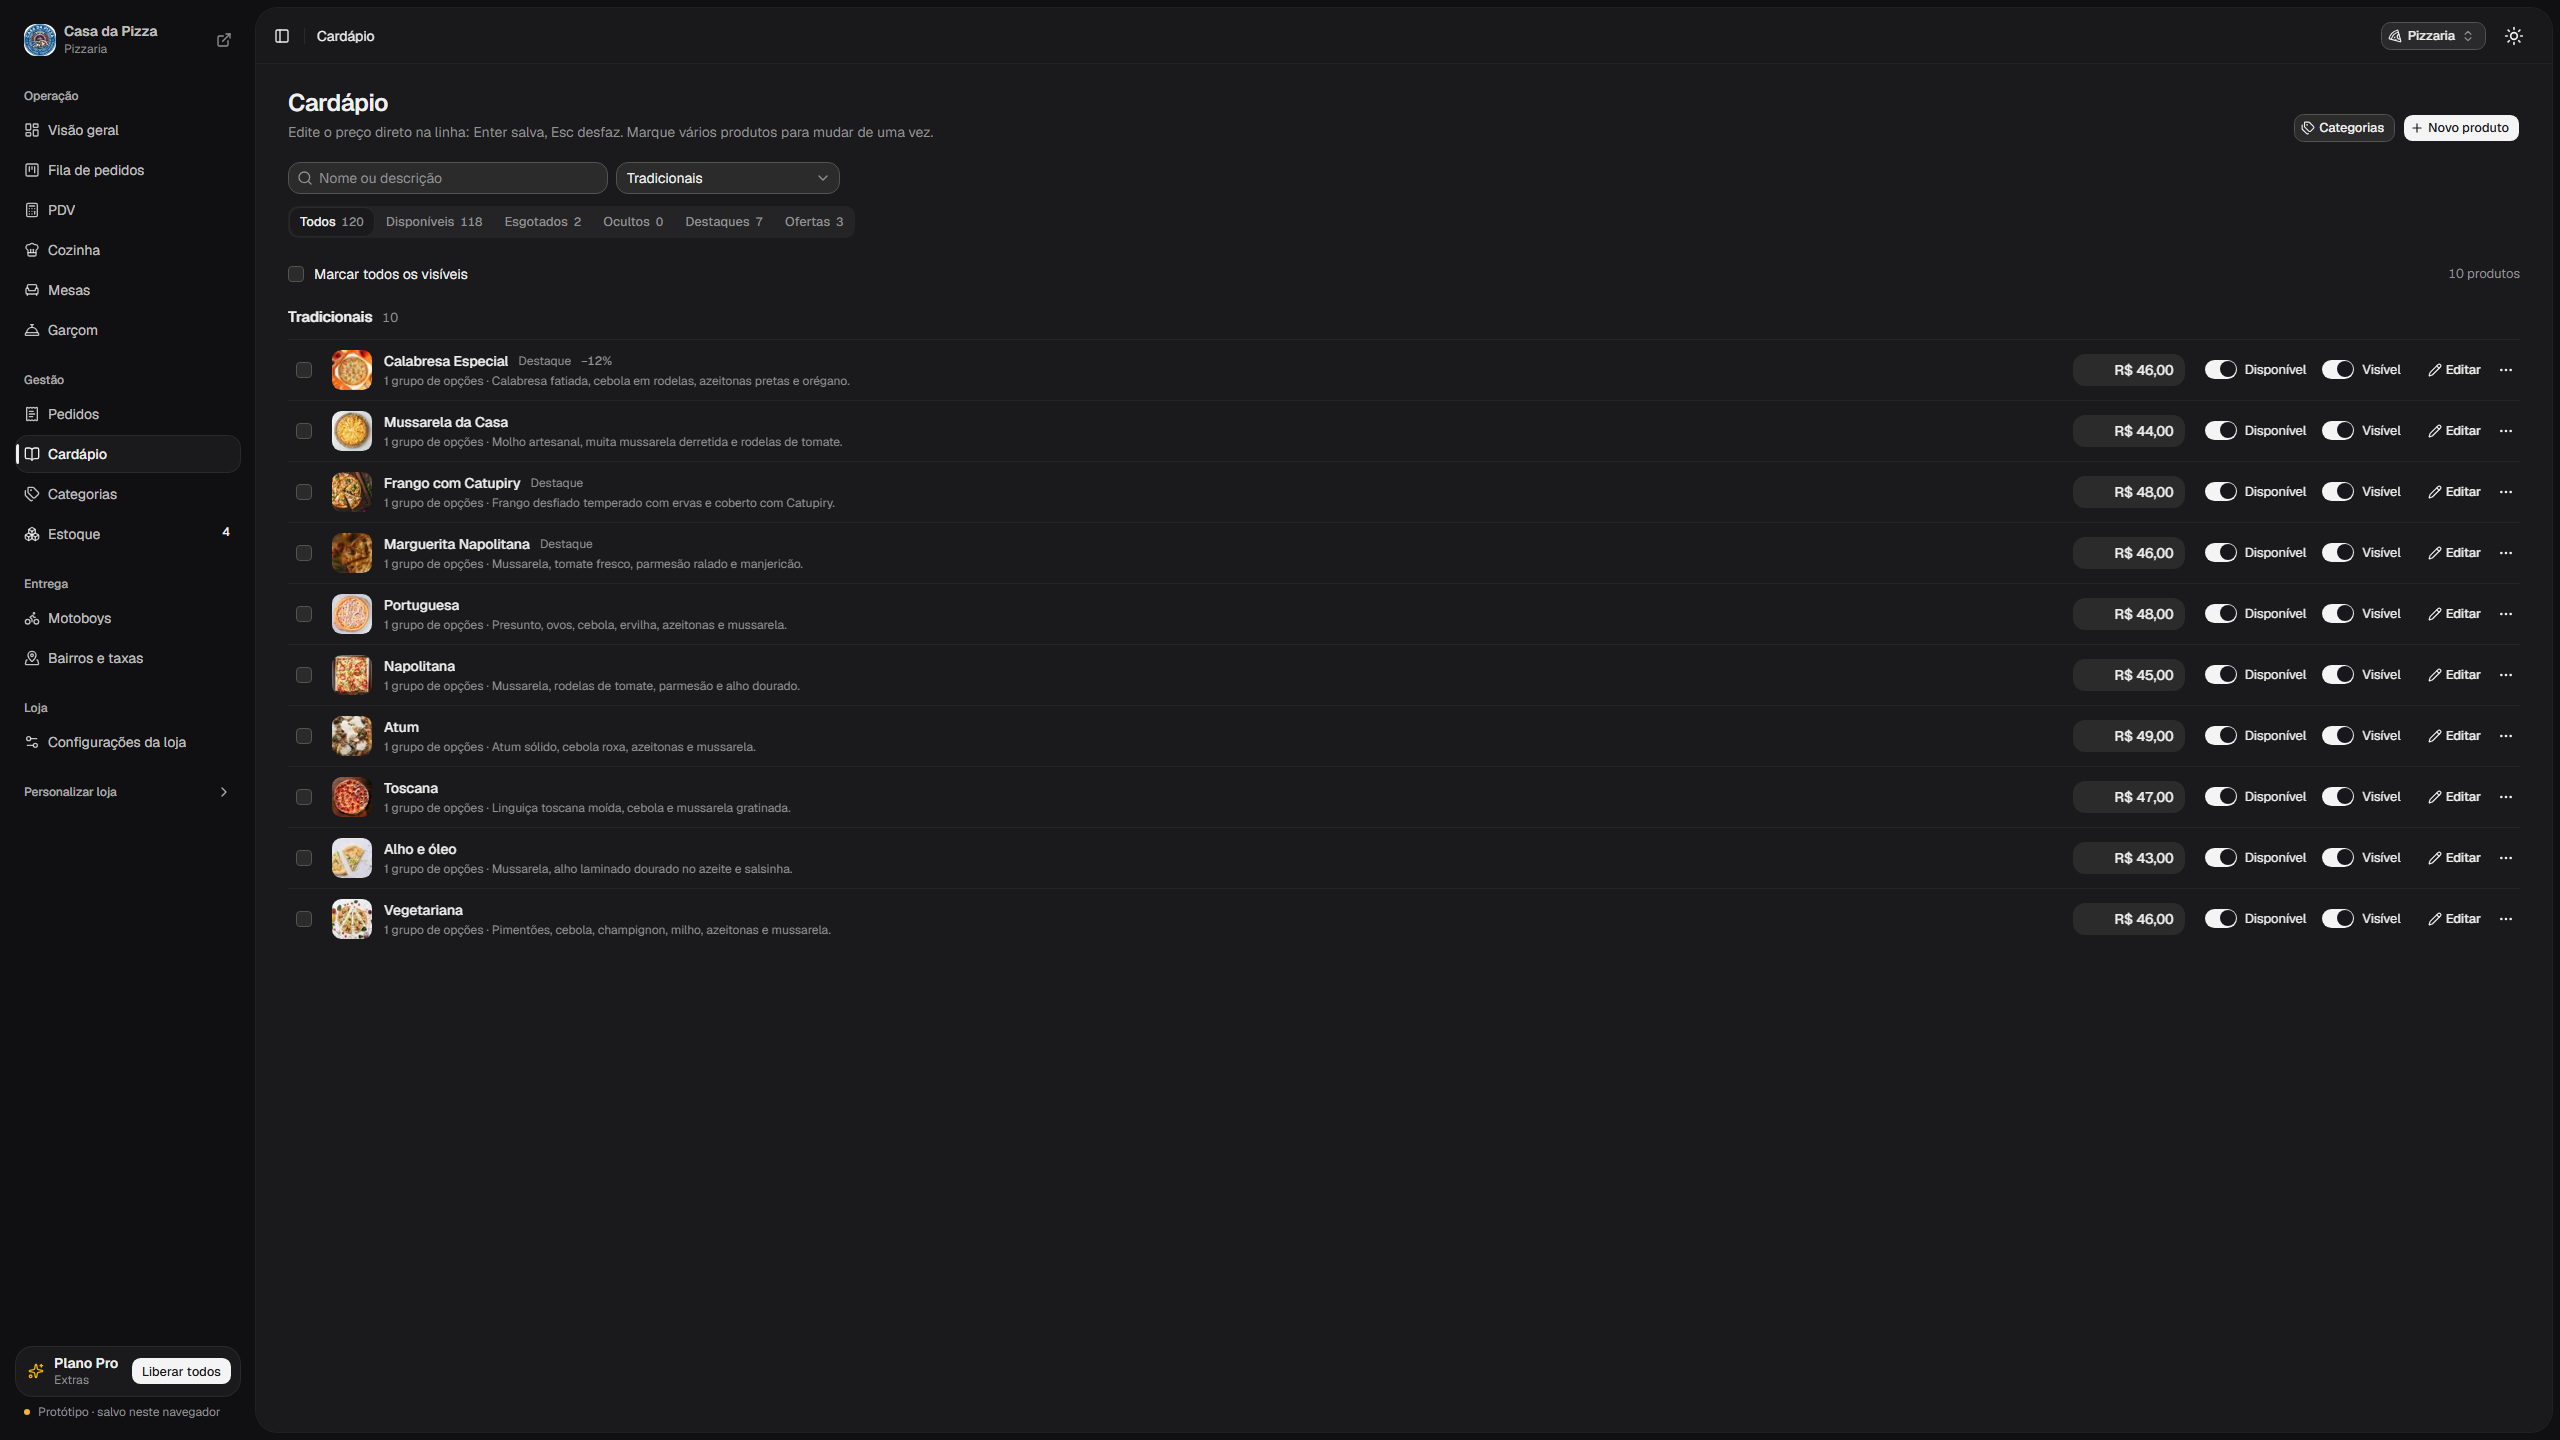 Casa da Pizza
Pizzaria
Operação
Visão geral
Fila de pedidos
PDV
Cozinha
Mesas
Garçom
Gestão
Pedidos
Cardápio
Categorias
Estoque 4
Entrega
Motoboys
Bairros e taxas
Loja
Configurações da loja
Personalizar loja
Plano Pro
Extras
Liberar todos
Protótipo · salvo neste navegador
Cardápio
Pizzaria
Cardápio
Edite o preço direto na linha: Enter salva, Esc desfaz. Marque vários produtos para mudar de uma vez.
Categorias
Novo produto
Nome ou descrição
Tradicionais
Todos 120 Disponíveis 118 Esgotados 2 Ocultos 0 Destaques 7 Ofertas 3
Marcar todos os visíveis
10 produtos
Tradicionais 10
Calabresa Especial Destaque −12%
1 grupo de opções · Calabresa fatiada, cebola em rodelas, azeitonas pretas e orégano.
R$ 46,00 Disponível Visível Editar
Mussarela da Casa
1 grupo de opções · Molho artesanal, muita mussarela derretida e rodelas de tomate.
R$ 44,00 Disponível Visível Editar
Frango com Catupiry Destaque
1 grupo de opções · Frango desfiado temperado com ervas e coberto com Catupiry.
R$ 48,00 Disponível Visível Editar
Marguerita Napolitana Destaque
1 grupo de opções · Mussarela, tomate fresco, parmesão ralado e manjericão.
R$ 46,00 Disponível Visível Editar
Portuguesa
1 grupo de opções · Presunto, ovos, cebola, ervilha, azeitonas e mussarela.
R$ 48,00 Disponível Visível Editar
Napolitana
1 grupo de opções · Mussarela, rodelas de tomate, parmesão e alho dourado.
R$ 45,00 Disponível Visível Editar
Atum
1 grupo de opções · Atum sólido, cebola roxa, azeitonas e mussarela.
R$ 49,00 Disponível Visível Editar
Toscana
1 grupo de opções · Linguiça toscana moída, cebola e mussarela gratinada.
R$ 47,00 Disponível Visível Editar
Alho e óleo
1 grupo de opções · Mussarela, alho laminado dourado no azeite e salsinha.
R$ 43,00 Disponível Visível Editar
Vegetariana
1 grupo de opções · Pimentões, cebola, champignon, milho, azeitonas e mussarela.
R$ 46,00 Disponível Visível Editar